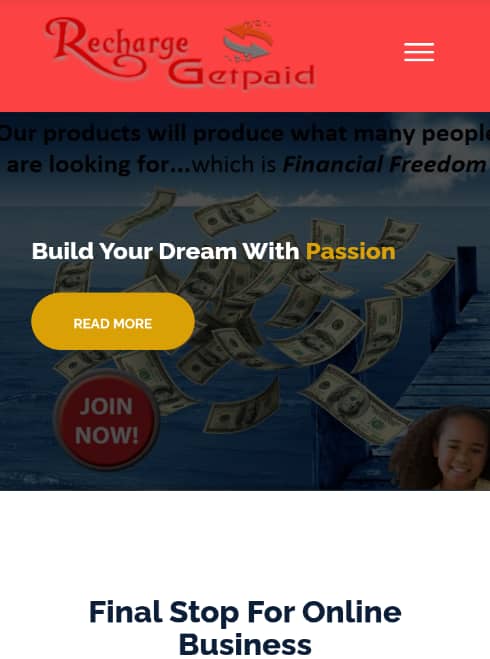 Recharge
Getpaid
Our products will produce what many people
are looking for...which is Financial Freedom
Build Your Dream With Passion
READ MORE
JOIN
NOW!
Final Stop For Online
Business